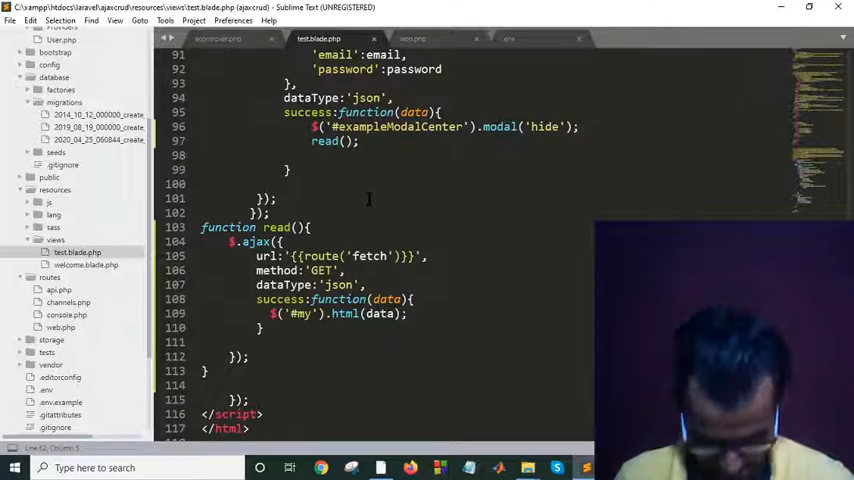 C:\xampp\htdocs\laravel\ajaxcrud\resources\views\test.blade.php (ajaxcrud) - Sublime Text (UNREGISTERED)
File Edit Selection Find View Goto Tools Project Preferences Help
User.php
bootstrap
config
database
factories
migrations
2014_10_12_000000_create_
2019_08_19_000000_create_
2020_04_25_060844_create_
seeds
.gitignore
public
resources
js
lang
sass
views
test.blade.php
welcome.blade.php
routes
api.php
channels.php
console.php
web.php
storage
tests
vendor
.editorconfig
.env
.gitattributes
.gitignore
test.blade.php
.env
91 'email':email,
92 'password':password
93 },
94 dataType:'json',
95 success:function(data){
96 $('#exampleModalCenter').modal('hide');
97 read();
98
99 }
100
101 });
102 });
103 function read(){
104 $.ajax({
105 url:'{{route('fetch')}}',
106 method:'GET',
107 dataType:'json',
108 success:function(data){
109 $('#my').html(data);
110 }
111
112 });
113 }
114
115 });
116 </script>
117 </html>
118
Line 62, Column 5
Type here to search